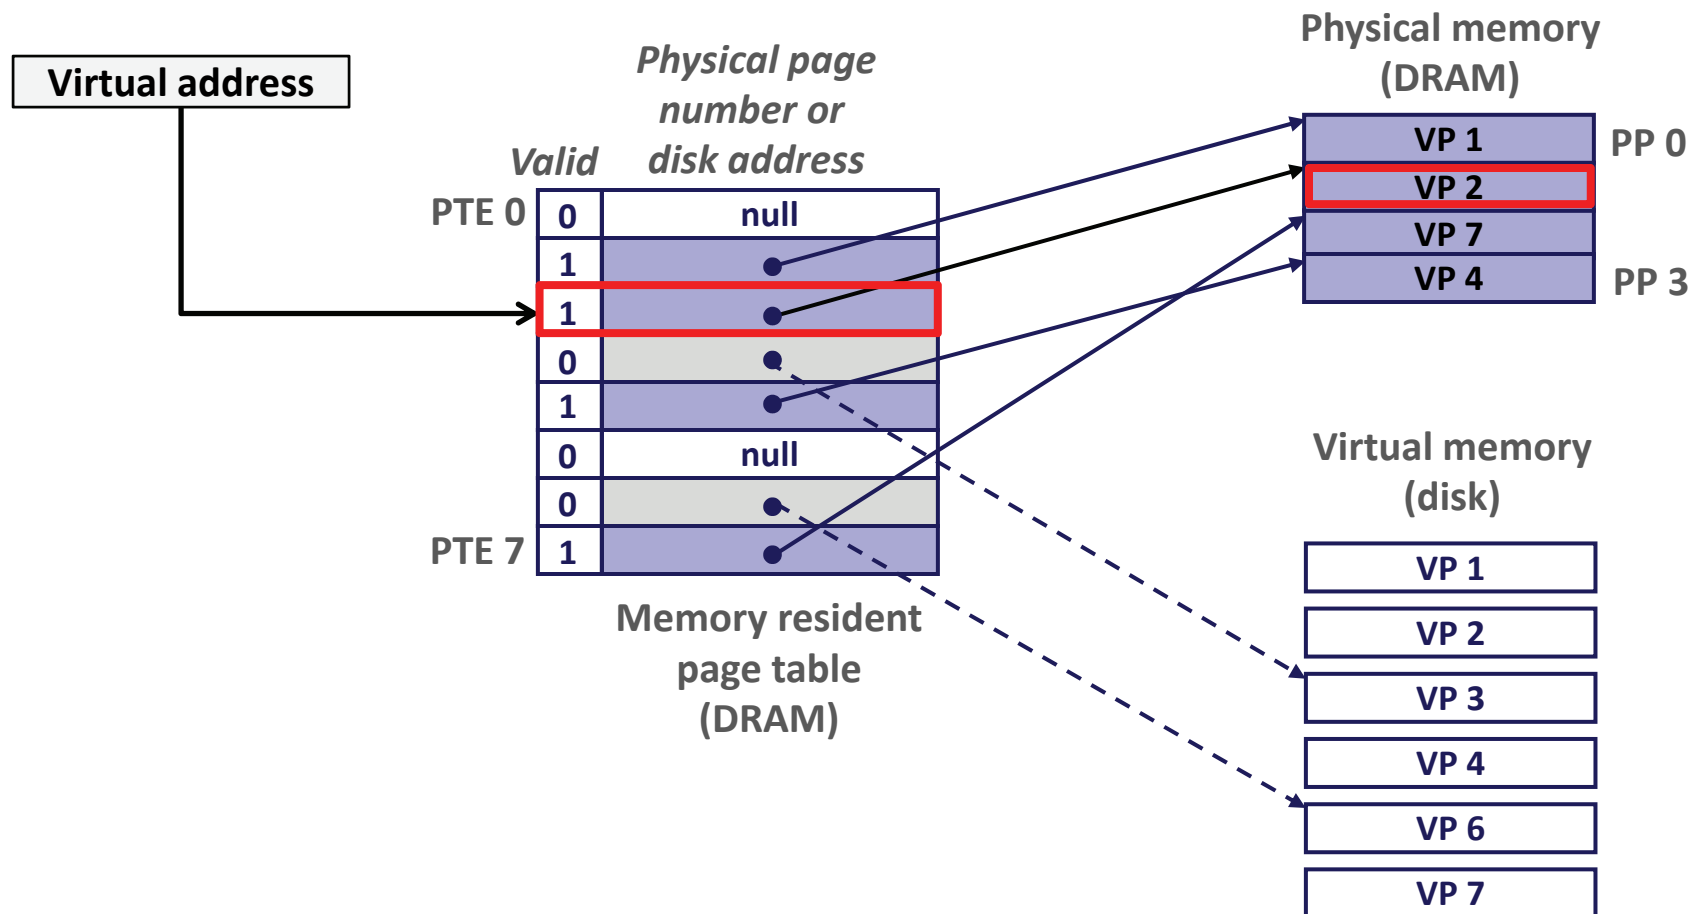 Virtual address
Physical page
number or
disk address
Valid
PTE 0
0 null
1
1
0
1
0 null
0
PTE 7 1
Memory resident
page table
(DRAM)
Physical memory
(DRAM)
VP 1 PP 0
VP 2
VP 7
VP 4 PP 3
Virtual memory
(disk)
VP 1
VP 2
VP 3
VP 4
VP 6
VP 7